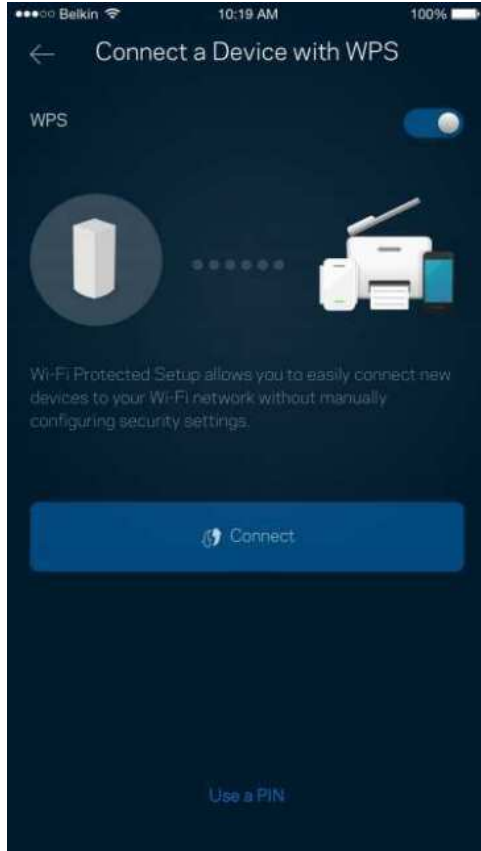 Belkin 10:19 AM 100%
Connect a Device with WPS
WPS
Wi-Fi Protected Setup allows you to easily connect new
devices to your Wi-Fi network without manually
configuring security settings.
Connect
Use a PIN